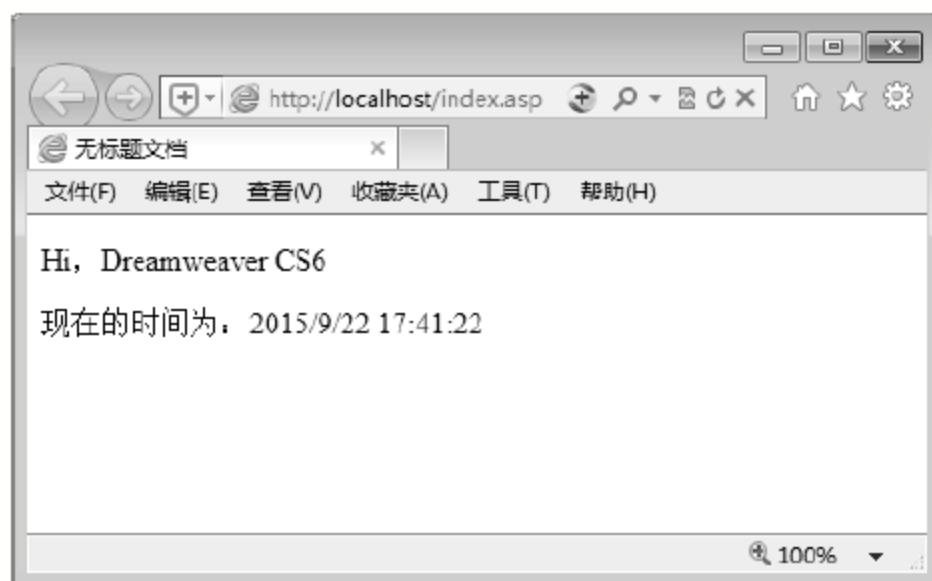 http://localhost/index.asp
无标题文档
文件(F) 编辑(E) 查看(V) 收藏夹(A) 工具(T) 帮助(H)
Hi，Dreamweaver CS6
现在的时间为：2015/9/22 17:41:22
100%